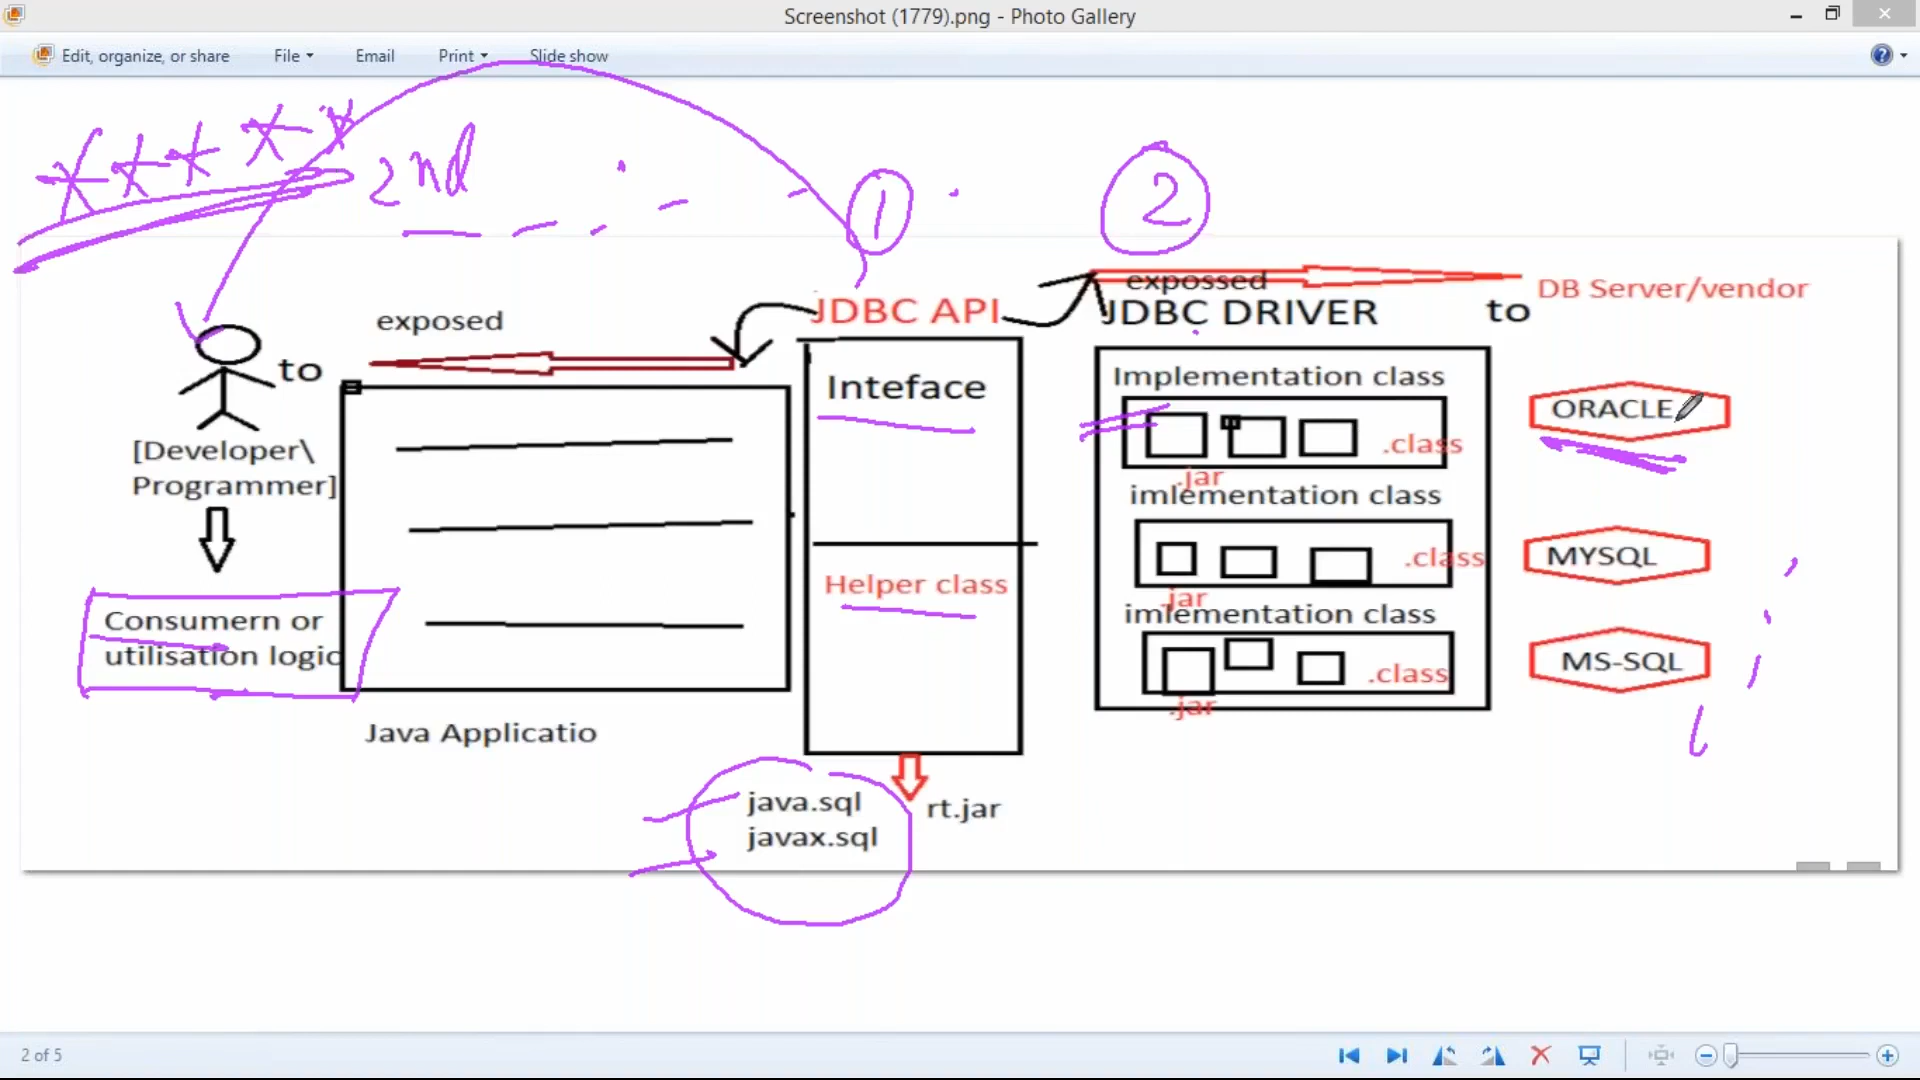 Screenshot (1779).png - Photo Gallery
Edit, organize, or share File Email Print Slide show
2nd
1
2
expossed
DB Server/vendor
exposed
JDBC API
JDBC DRIVER to
to
Inteface
Implementation class
ORACLE
.class
[Developer\
Programmer]
.jar
imlementation class
MYSQL
.class
Helper class
.jar
imlementation class
Consumern or
utilisation logic
MS-SQL
.class
.jar
Java Applicatio
java.sql
rt.jar
javax.sql
2 of 5